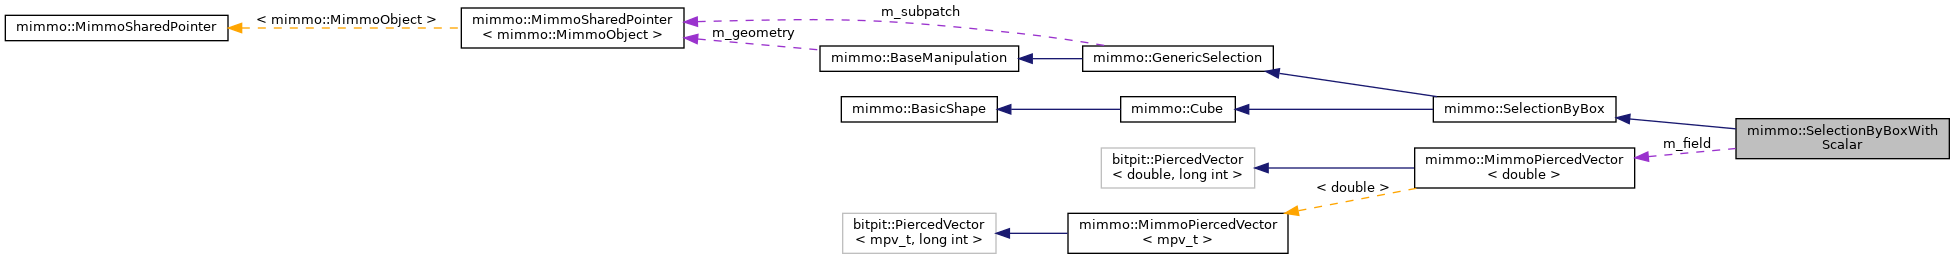 mimmo::MimmoSharedPointer
< mimmo::MimmoObject >
mimmo::MimmoSharedPointer
< mimmo::MimmoObject >
m_subpatch
m_geometry
mimmo::BaseManipulation
mimmo::GenericSelection
mimmo::BasicShape
mimmo::Cube
mimmo::SelectionByBox
mimmo::SelectionByBoxWith
Scalar
m_field
bitpit::PiercedVector
< double, long int >
mimmo::MimmoPiercedVector
< double >
< double >
bitpit::PiercedVector
< mpv_t, long int >
mimmo::MimmoPiercedVector
< mpv_t >